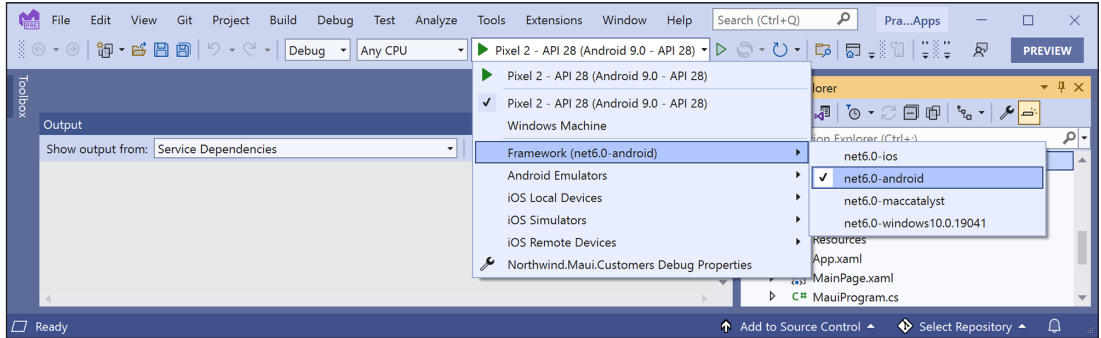 File Edit View Git Project Build Debug Test Analyze Tools Extensions Window Help Search (Ctrl+Q) Pra...Apps
Debug Any CPU Pixel 2 - API 28 (Android 9.0 - API 28) PREVIEW
Toolbox
Pixel 2 - API 28 (Android 9.0 - API 28)
lorer
Pixel 2 - API 28 (Android 9.0 - API 28)
Output
Windows Machine
ion Explorer (Ctrl+;)
Show output from: Service Dependencies
Framework (net6.0-android)
net6.0-ios
Android Emulators
net6.0-android
iOS Local Devices
net6.0-maccatalyst
iOS Simulators
net6.0-windows10.0.19041
iOS Remote Devices
Resources
Northwind.Maui.Customers Debug Properties
App.xaml
MainPage.xaml
C# MauiProgram.cs
Ready Add to Source Control Select Repository